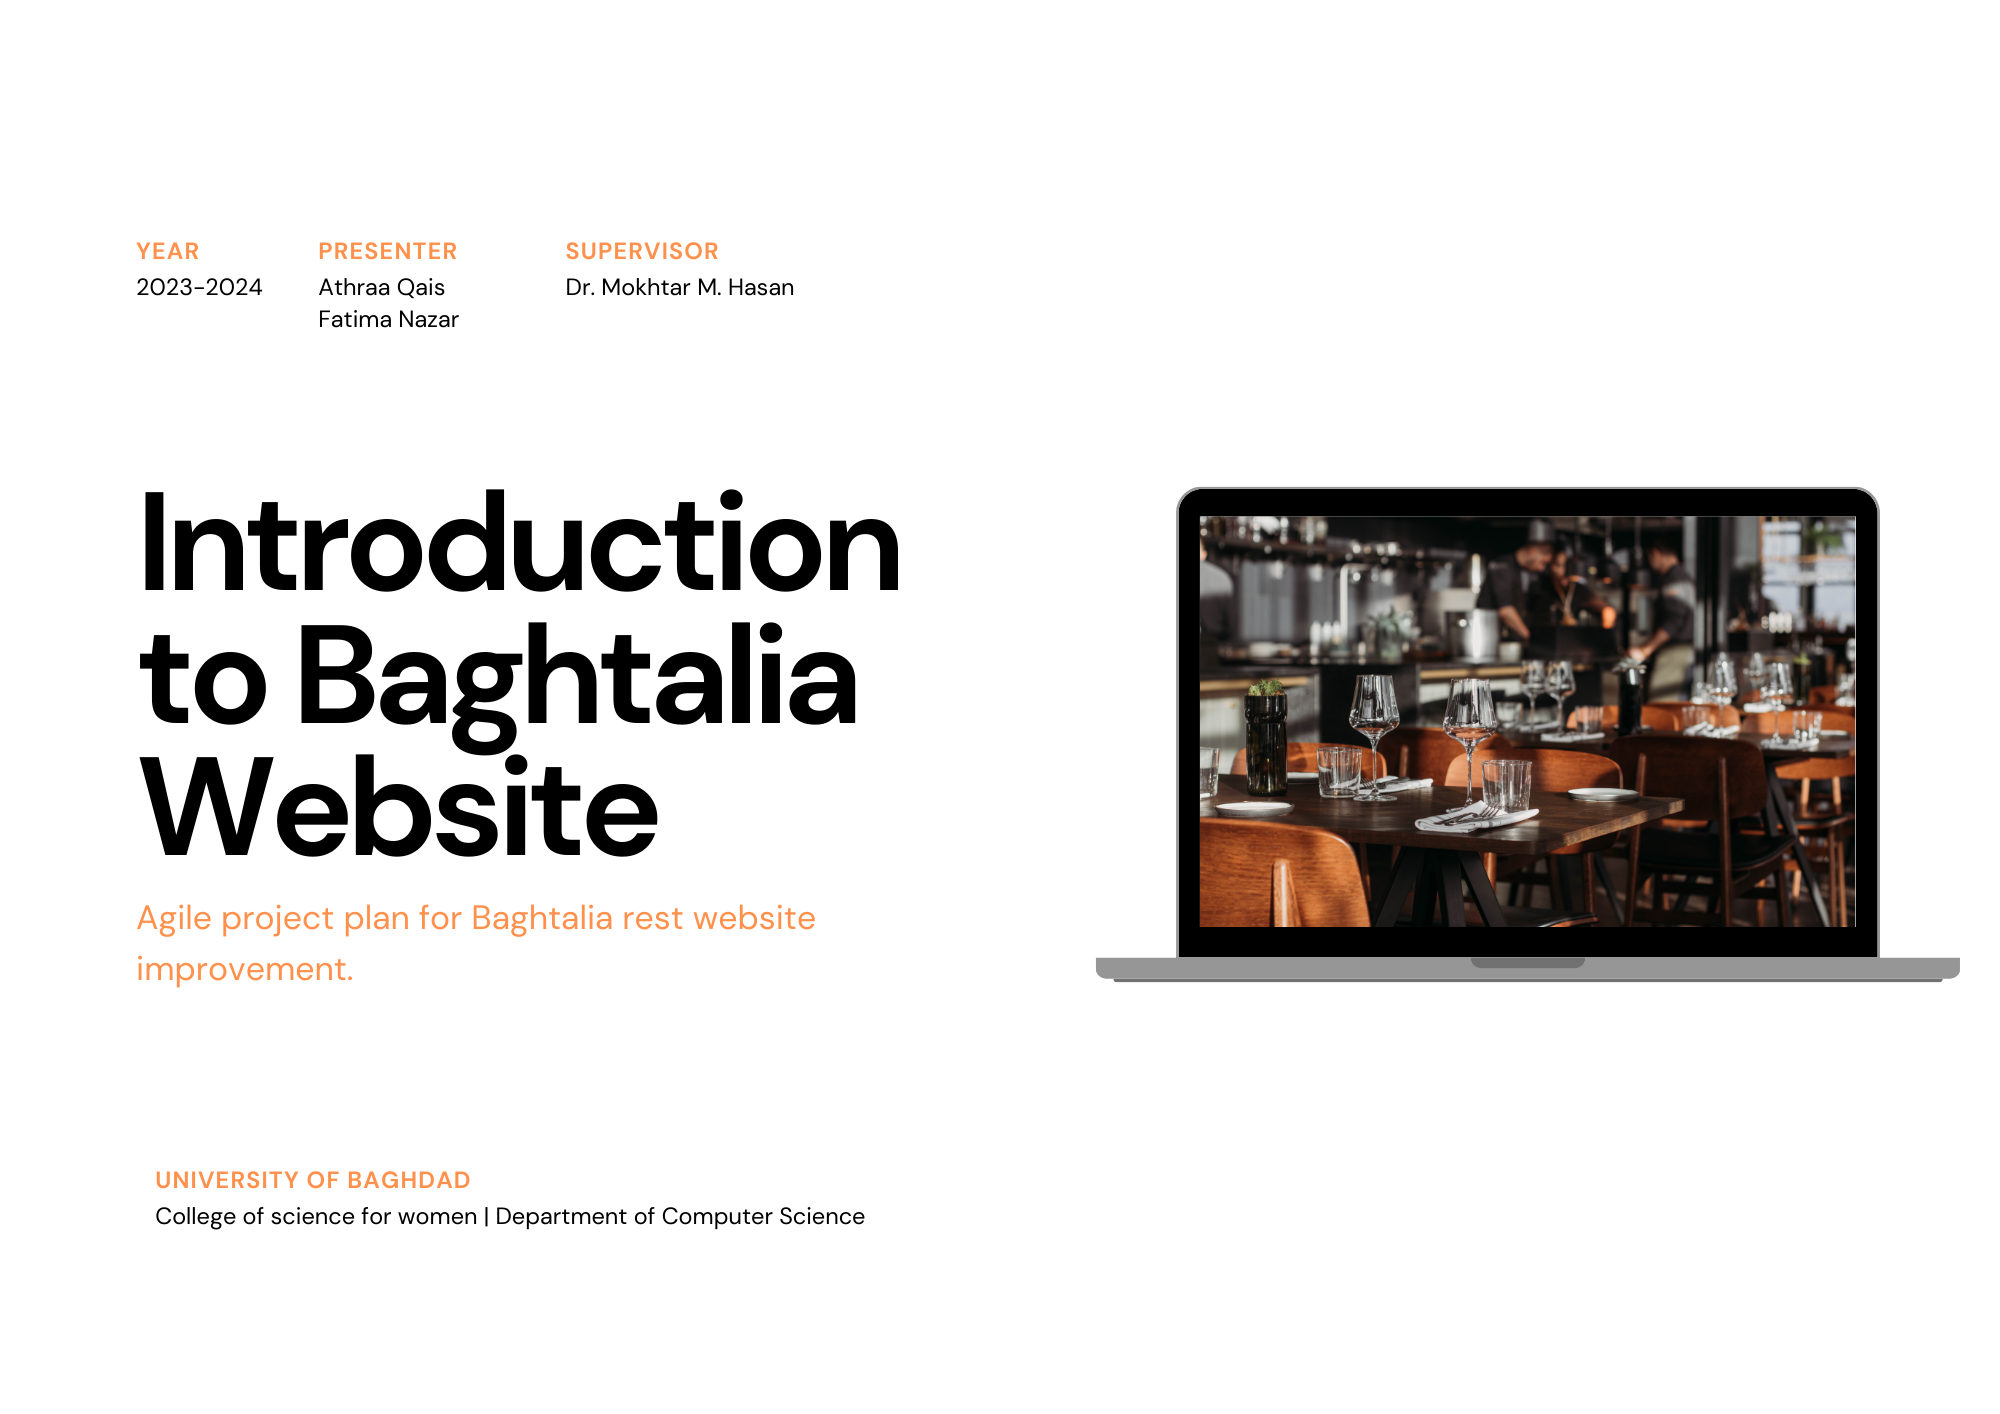 YEAR
2023-2024
PRESENTER
Athraa Qais
Fatima Nazar
SUPERVISOR
Dr. Mokhtar M. Hasan
Introduction
to Baghtalia
Website
Agile project plan for Baghtalia rest website
improvement.
UNIVERSITY OF BAGHDAD
College of science for women | Department of Computer Science